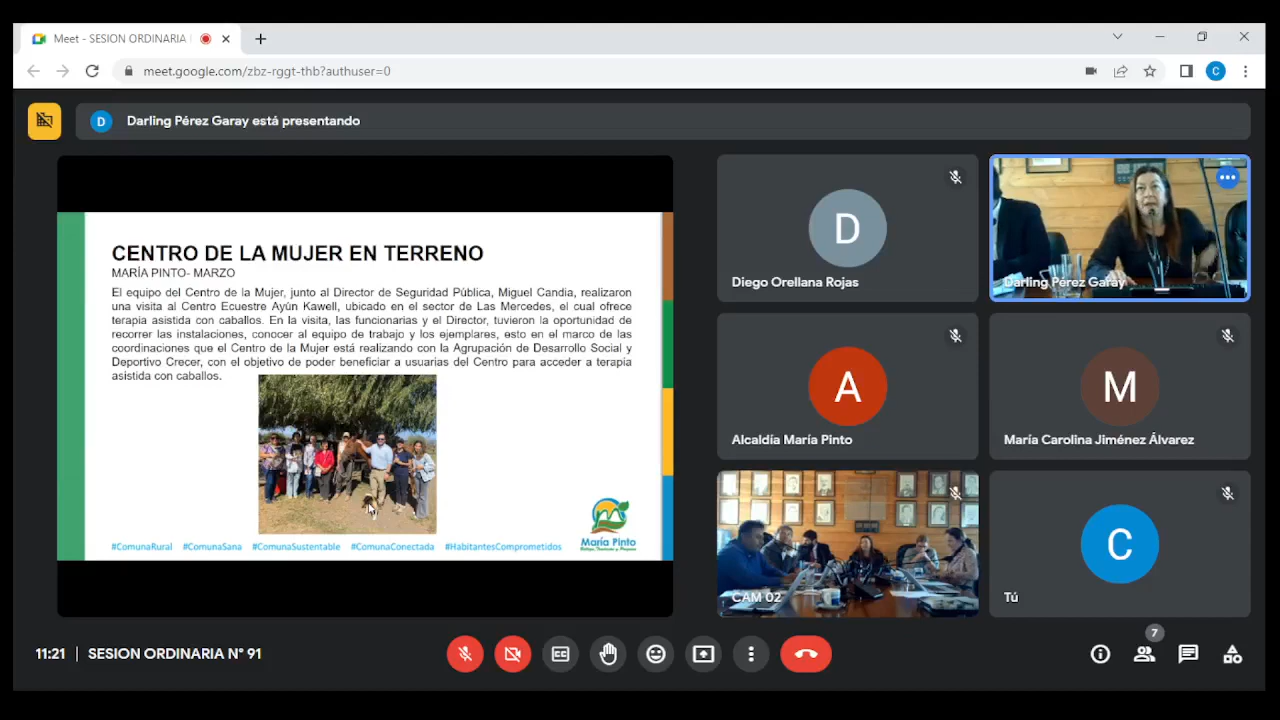 Meet - SESION ORDINARIA
meet.google.com/zbz-rggt-thb?authuser=0
C
D
Darling Pérez Garay está presentando
CENTRO DE LA MUJER EN TERRENO
MARÍA PINTO- MARZO
El equipo del Centro de la Mujer, junto al Director de Seguridad Pública, Miguel Candia, realizaron
una visita al Centro Ecuestre Ayún Kawell, ubicado en el sector de Las Mercedes, el cual ofrece
terapia asistida con caballos. En la visita, las funcionarias y el Director, tuvieron la oportunidad de
recorrer las instalaciones, conocer al equipo de trabajo y los ejemplares, esto en el marco de las
coordinaciones que el Centro de la Mujer está realizando con la Agrupación de Desarrollo Social y
Deportivo Crecer, con el objetivo de poder beneficiar a usuarias del Centro para acceder a terapia
asistida con caballos.
#ComunaRural #ComunaSana #ComunaSustentable #ComunaConectada #HabitantesComprometidos
María Pinto
D
Diego Orellana Rojas
Darling Pérez Garay
A
Alcaldía María Pinto
M
María Carolina Jiménez Álvarez
CAM 02
C
Tú
11:21 | SESION ORDINARIA N° 91
7